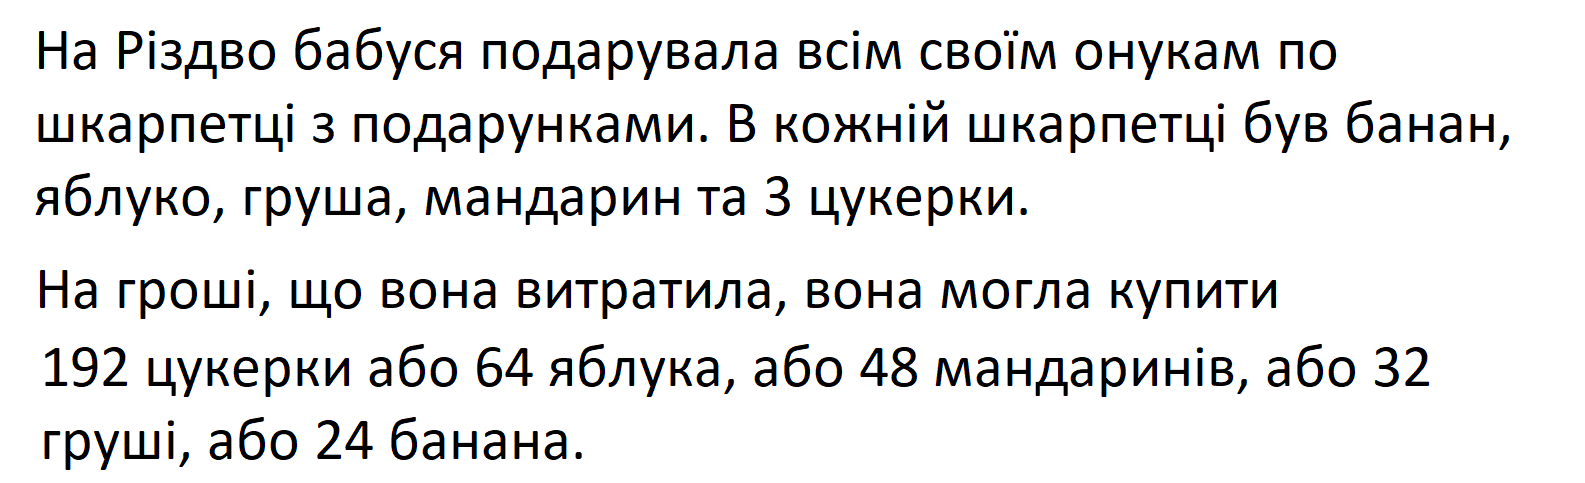 На Різдво бабуся подарувала всім своїм онукам по
шкарпетці з подарунками. В кожній шкарпетці був банан,
яблуко, груша, мандарин та 3 цукерки.
На гроші, що вона витратила, вона могла купити
192 цукерки або 64 яблука, або 48 мандаринів, або 32
груші, або 24 банана.